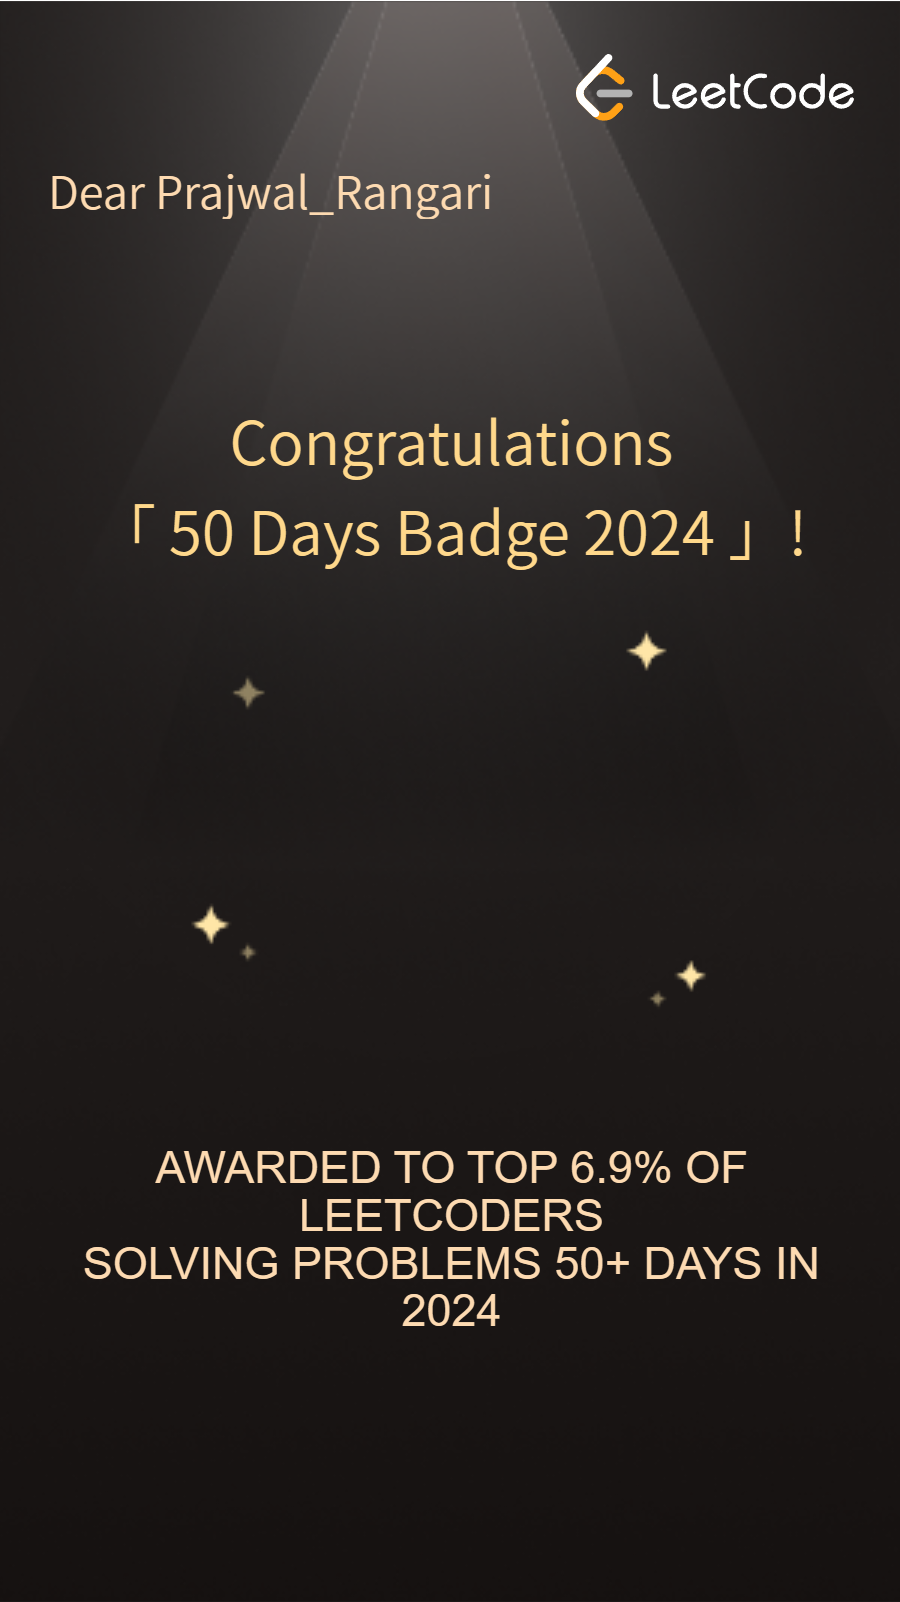 LeetCode
Dear Prajwal_Rangari
Congratulations
「 50 Days Badge 2024 」!
AWARDED TO TOP 6.9% OF
LEETCODERS
SOLVING PROBLEMS 50+ DAYS IN
2024